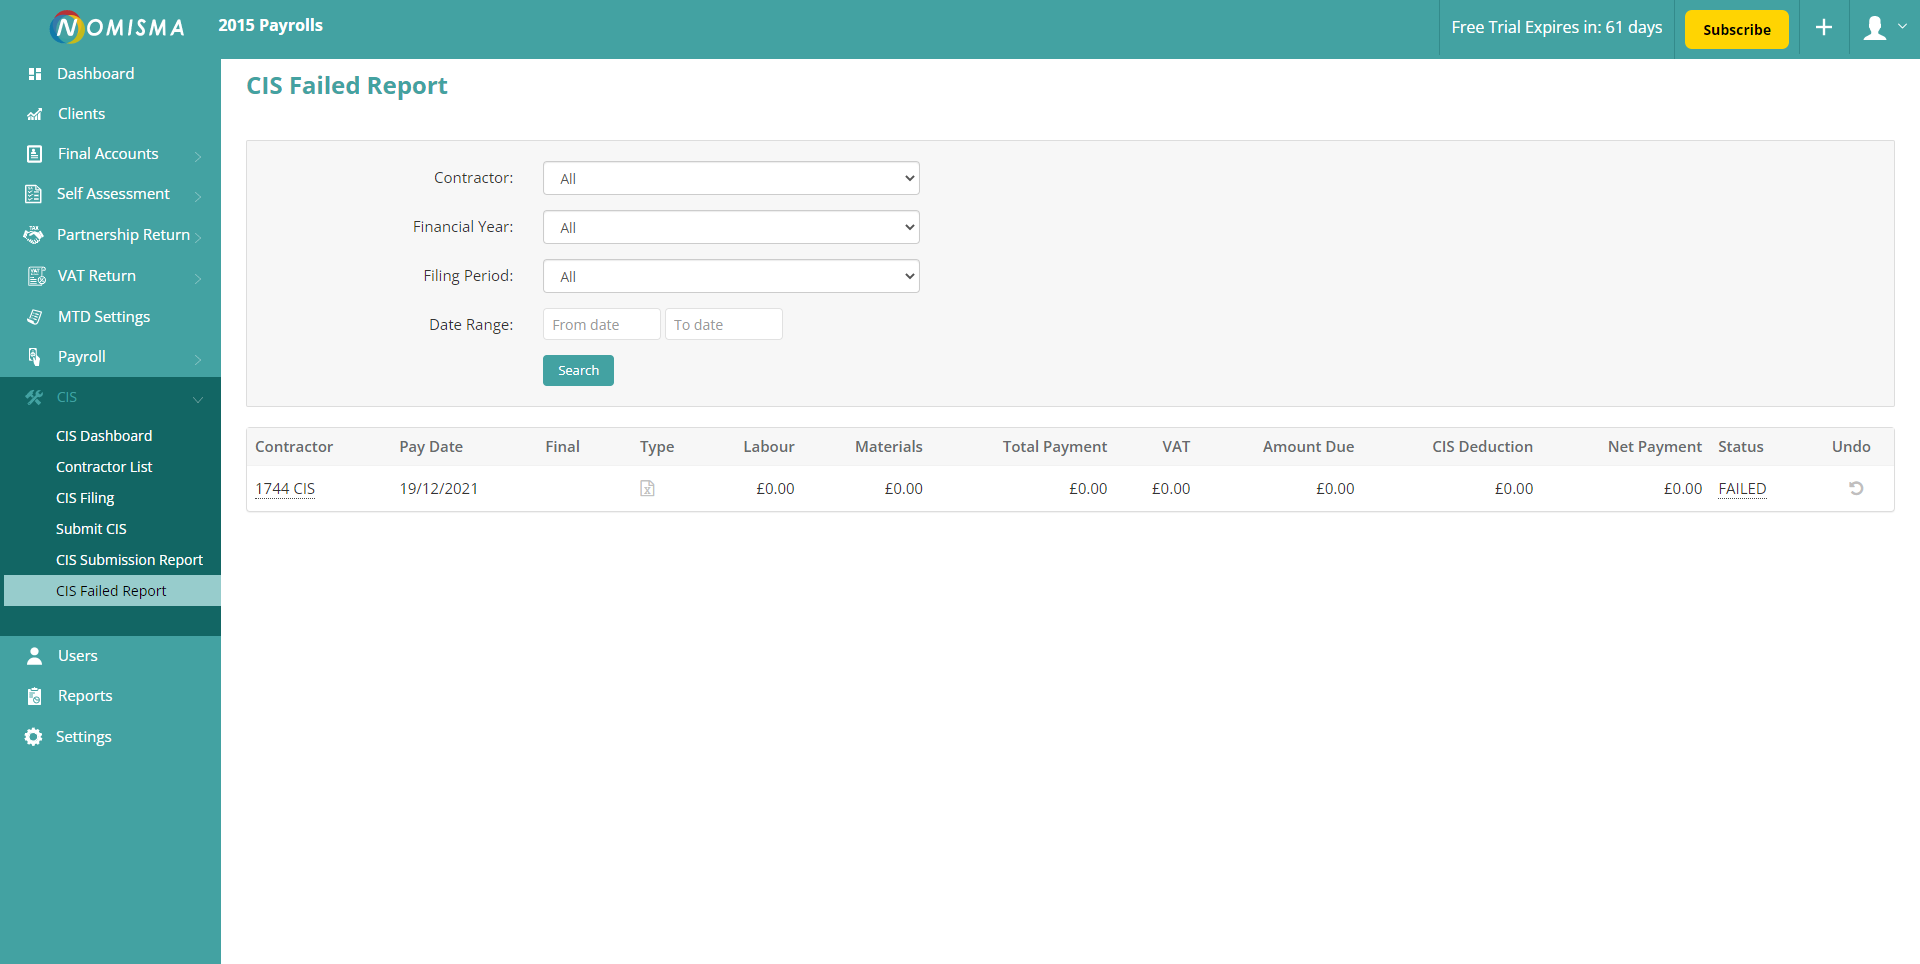 NOMISMA
2015 Payrolls
Free Trial Expires in: 61 days
Subscribe
Dashboard
Clients
Final Accounts
Self Assessment
Partnership Return
VAT Return
MTD Settings
Payroll
CIS
CIS Dashboard
Contractor List
CIS Filing
Submit CIS
CIS Submission Report
CIS Failed Report
Users
Reports
Settings
CIS Failed Report
Contractor: All
Financial Year: All
Filing Period: All
Date Range: From date To date
Search
Contractor Pay Date Final Type Labour Materials Total Payment VAT Amount Due CIS Deduction Net Payment Status Undo
1744 CIS 19/12/2021 £0.00 £0.00 £0.00 £0.00 £0.00 £0.00 £0.00 FAILED